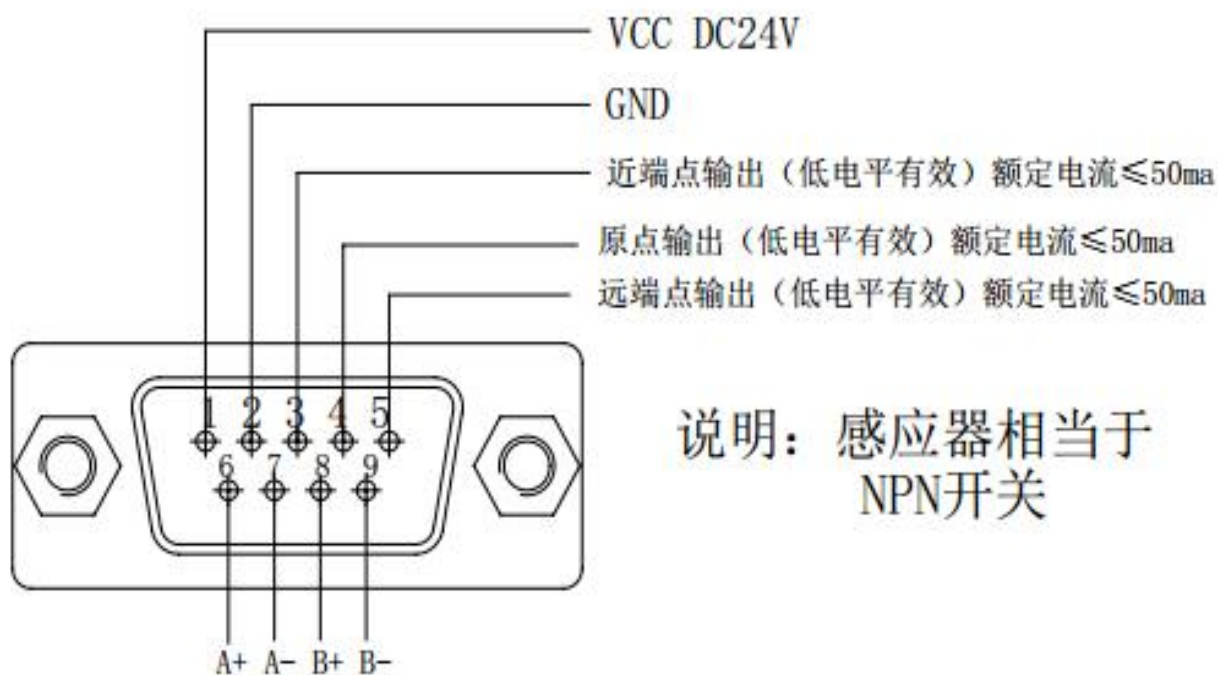 VCC DC24V
GND
近端点输出（低电平有效）额定电流≤50ma
原点输出（低电平有效）额定电流≤50ma
远端点输出（低电平有效）额定电流≤50ma
1 2 3 4 5
6 7 8 9
A+ A- B+ B-
说明：感应器相当于
NPN开关